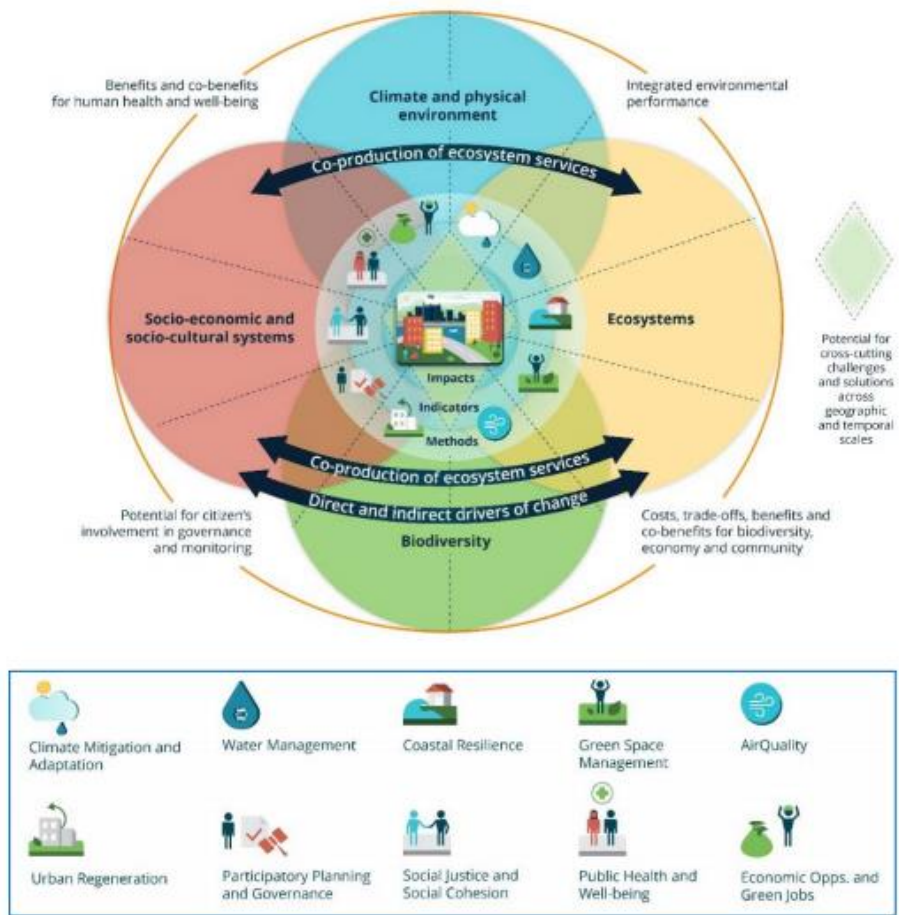 Benefits and co-benefits
for human health and well-being
Climate and physical
environment
Integrated environmental
performance
Co-production of ecosystem services
Socio-economic and
socio-cultural systems
Ecosystems
Potential for
cross-cutting
challenges
and solutions
across
geographic
and temporal
scales
Impacts
Indicators
Methods
Co-production of ecosystem services
Direct and indirect drivers of change
Potential for citizen's
involvement in governance
and monitoring
Biodiversity
Costs, trade-offs, benefits and
co-benefits for biodiversity,
economy and community
Climate Mitigation and
Adaptation
Water Management
Coastal Resilience
Green Space
Management
AirQuality
Urban Regeneration
Participatory Planning
and Governance
Social Justice and
Social Cohesion
Public Health and
Well-being
Economic Opps. and
Green Jobs